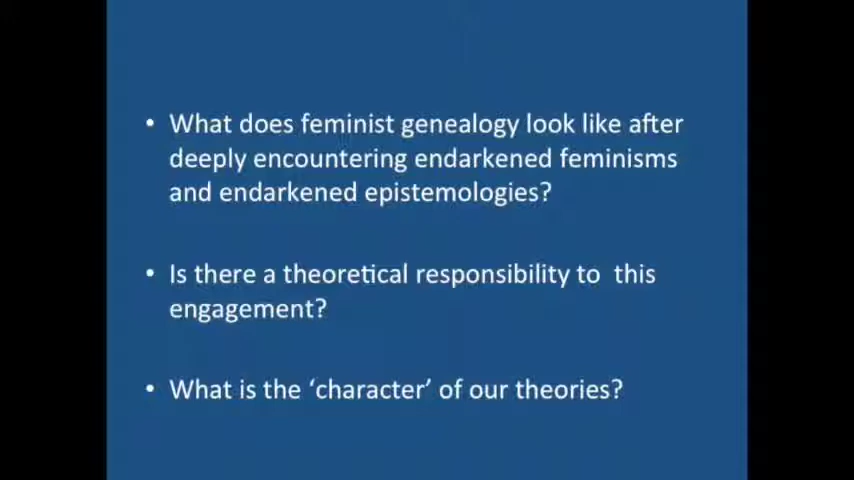 • What does feminist genealogy look like after
deeply encountering endarkened feminisms
and endarkened epistemologies?
• Is there a theoretical responsibility to  this
engagement?
• What is the ‘character’ of our theories?